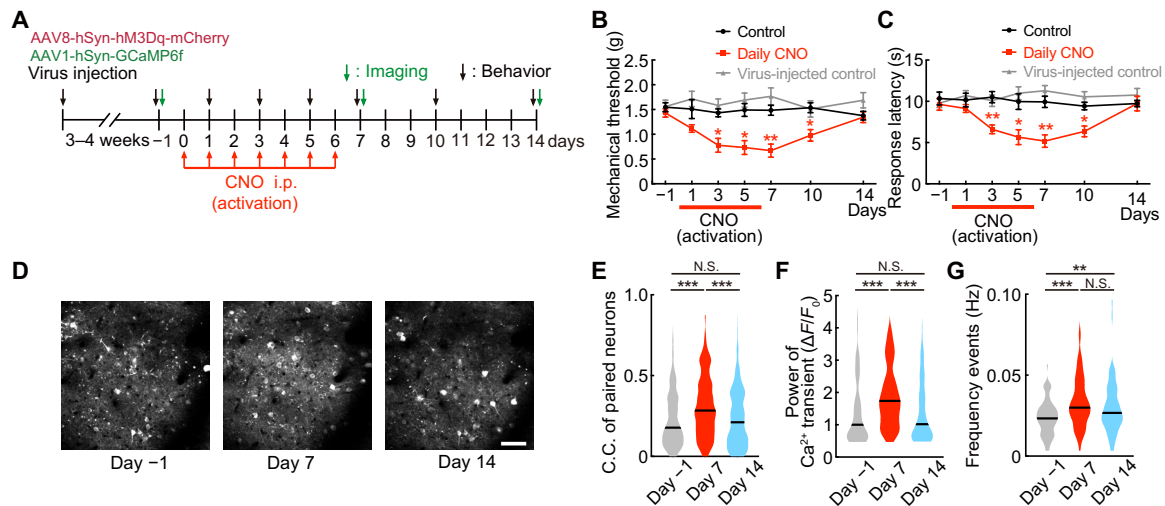 A
AAV8-hSyn-hM3Dq-mCherry
AAV1-hSyn-GCaMP6f
Virus injection
: Imaging
: Behavior
3–4 weeks
−1 0 1 2 3 4 5 6 7 8 9 10 11 12 13 14 days
CNO i.p.
(activation)
B
Control
Daily CNO
Virus-injected control
Mechanical threshold (g)
2.5
2.0
1.5
1.0
0.5
0
* * ** *
−1 1 3 5 7 10 14
Days
CNO
(activation)
C
Control
Daily CNO
Virus-injected control
Response latency (s)
15
10
5
0
** * ** *
−1 1 3 5 7 10 14
Days
CNO
(activation)
D
Day −1
Day 7
Day 14
E
N.S.
*** ***
C.C. of paired neurons
1.0
0.5
0
Day −1
Day 7
Day 14
F
N.S.
*** ***
Power of
Ca²⁺ transient (ΔF/F₀)
6
4
2
0
Day −1
Day 7
Day 14
G
**
*** N.S.
Frequency events (Hz)
0.10
0.05
0
Day −1
Day 7
Day 14